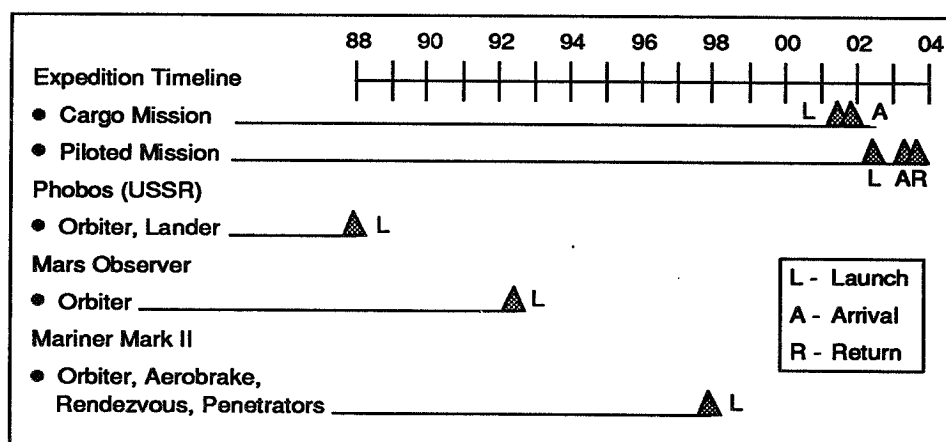 88 90 92 94 96 98 00 02 04
Expedition Timeline
• Cargo Mission L A
• Piloted Mission
L AR
Phobos (USSR)
• Orbiter, Lander L
Mars Observer
• Orbiter L
L - Launch
A - Arrival
R - Return
Mariner Mark II
• Orbiter, Aerobrake,
Rendezvous, Penetrators L